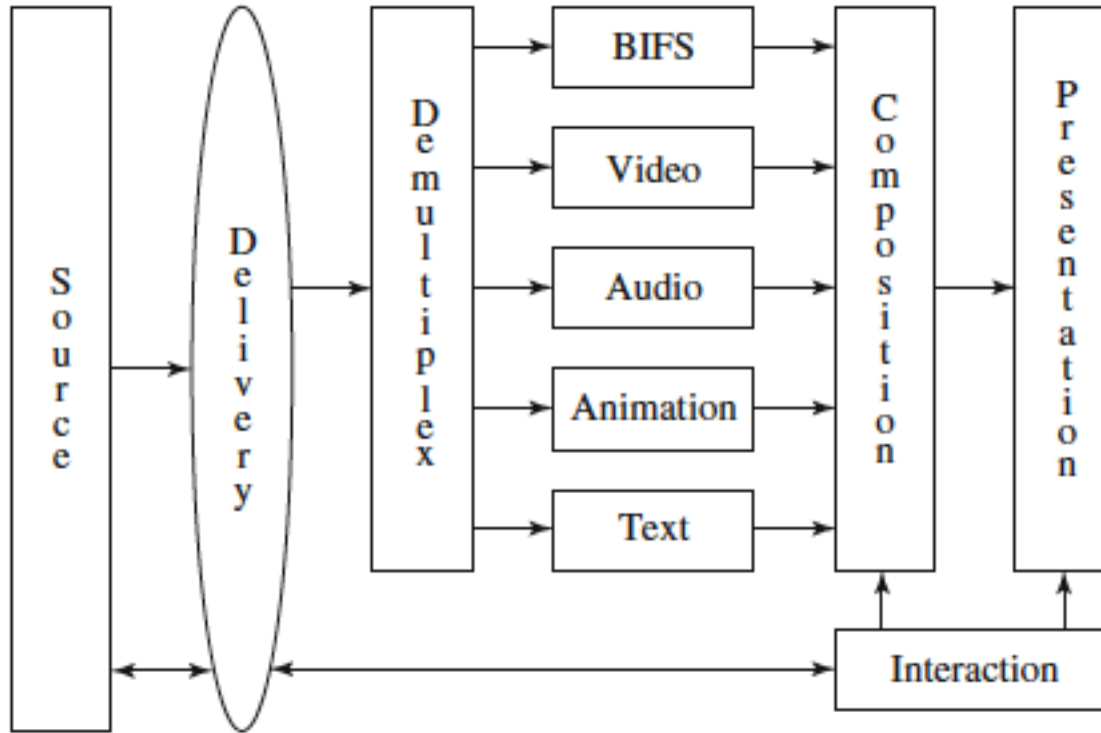 Source
Delivery
Demultiplex
BIFS
Video
Audio
Animation
Text
Composition
Presentation
Interaction